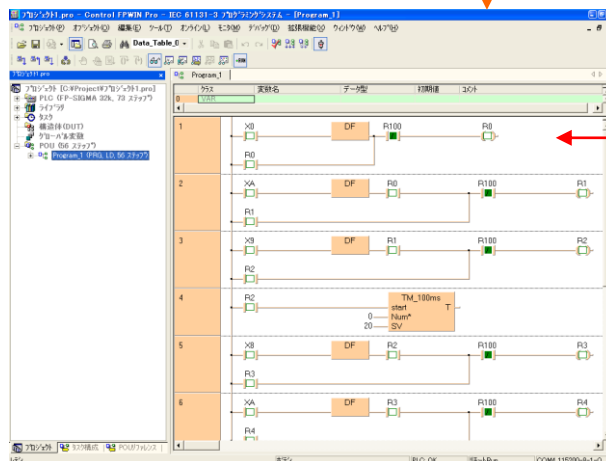 ﾌﾟﾛｼﾞｪｸﾄ1.pro - Control FPWIN Pro - IEC 61131-3 ﾌﾟﾛｸﾞﾗﾐﾝｸﾞｼｽﾃﾑ - [Program_1]
ﾌﾟﾛｼﾞｪｸﾄ(P) ｵﾌﾞｼﾞｪｸﾄ(O) 編集(E) ﾂｰﾙ(T) ｵﾝﾗｲﾝ(L) ﾓﾆﾀ(M) ﾃﾞﾊﾞｯｸﾞ(D) 拡張機能(S) ｳｨﾝﾄﾞｳ(W) ﾍﾙﾌﾟ(H)
Data_Table_0
ﾌﾟﾛｼﾞｪｸﾄ1.pro
Program_1
ﾌﾟﾛｼﾞｪｸﾄ [C:¥Project¥ﾌﾟﾛｼﾞｪｸﾄ1.pro]
PLC (FP-SIGMA 32k, 73 ｽﾃｯﾌﾟ)
ﾗｲﾌﾞﾗﾘ
ﾀｽｸ
構造体(DUT)
ｸﾞﾛｰﾊﾞﾙ変数
POU (56 ｽﾃｯﾌﾟ)
Program_1 (PRG, LD, 56 ｽﾃｯﾌﾟ)
ｸﾗｽ 変数名 ﾃﾞｰﾀ型 初期値 ｺﾒﾝﾄ
0 VAR
1 X0 DF R100 R0
R0
2 XA DF R0 R100 R1
R1
3 X9 DF R1 R100 R2
R2
4 R2 TM_100ms
start T
0 Num*
20 SV
5 XB DF R2 R100 R3
R3
6 XA DF R3 R100 R4
R4
ﾌﾟﾛｼﾞｪｸﾄ ﾀｽｸ構成 POUﾘﾌｧﾚﾝｽ